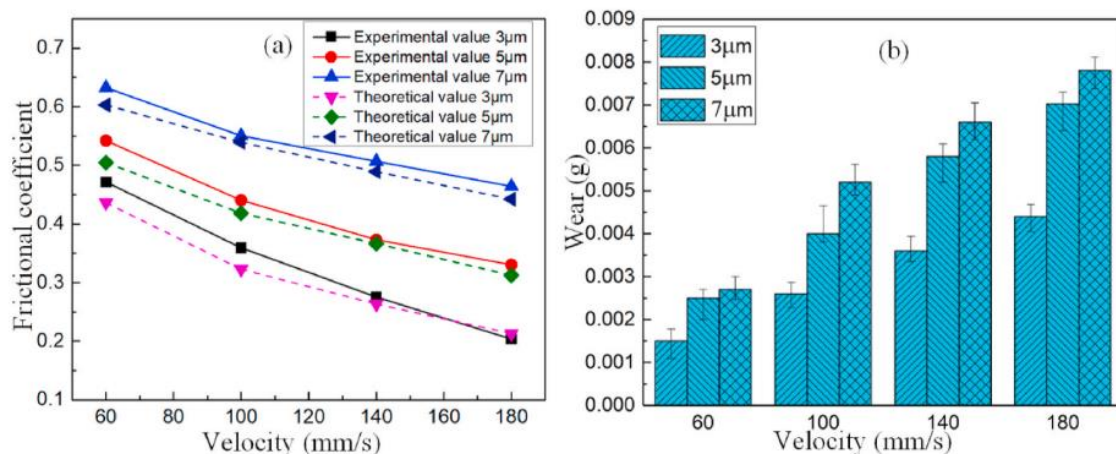 (a)
Experimental value 3μm
Experimental value 5μm
Experimental value 7μm
Theoretical value 3μm
Theoretical value 5μm
Theoretical value 7μm
Frictional coefficient
0.7
0.6
0.5
0.4
0.3
0.2
0.1
60 80 100 120 140 160 180
Velocity (mm/s)
(b)
3μm
5μm
7μm
Wear (g)
0.009
0.008
0.007
0.006
0.005
0.004
0.003
0.002
0.001
0.000
60 100 140 180
Velocity (mm/s)